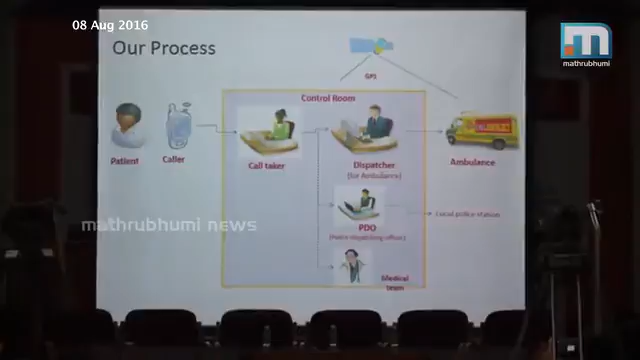 08 Aug 2016
mathrubhumi
Our Process
GPS
Control Room
Patient
Caller
Call taker
Dispatcher
(for Ambulance)
Ambulance
mathrubhumi news
Local police station
PDO
(Police dispatching officer)
Medical
team